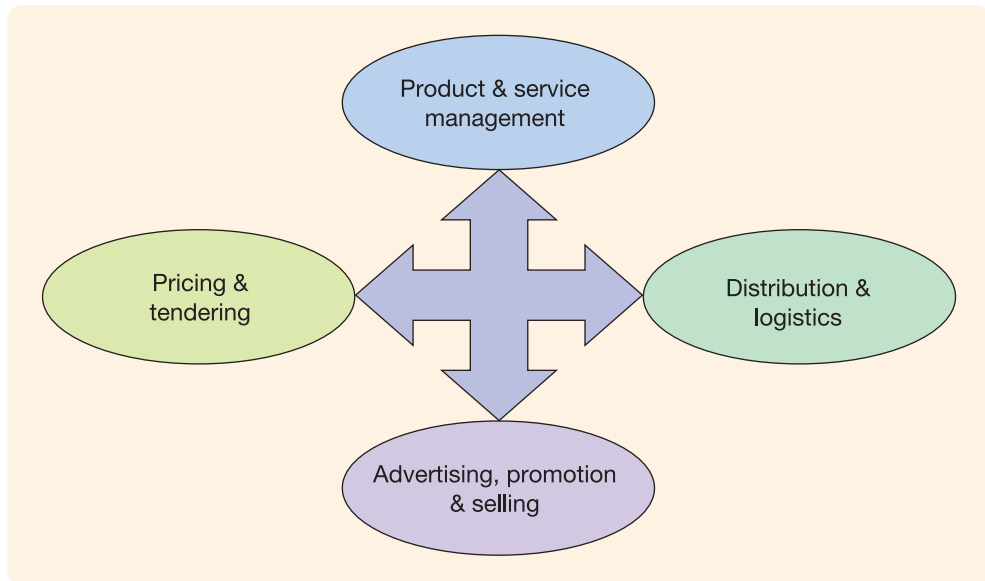 Product & service
management
Pricing &
tendering
Distribution &
logistics
Advertising, promotion
& selling